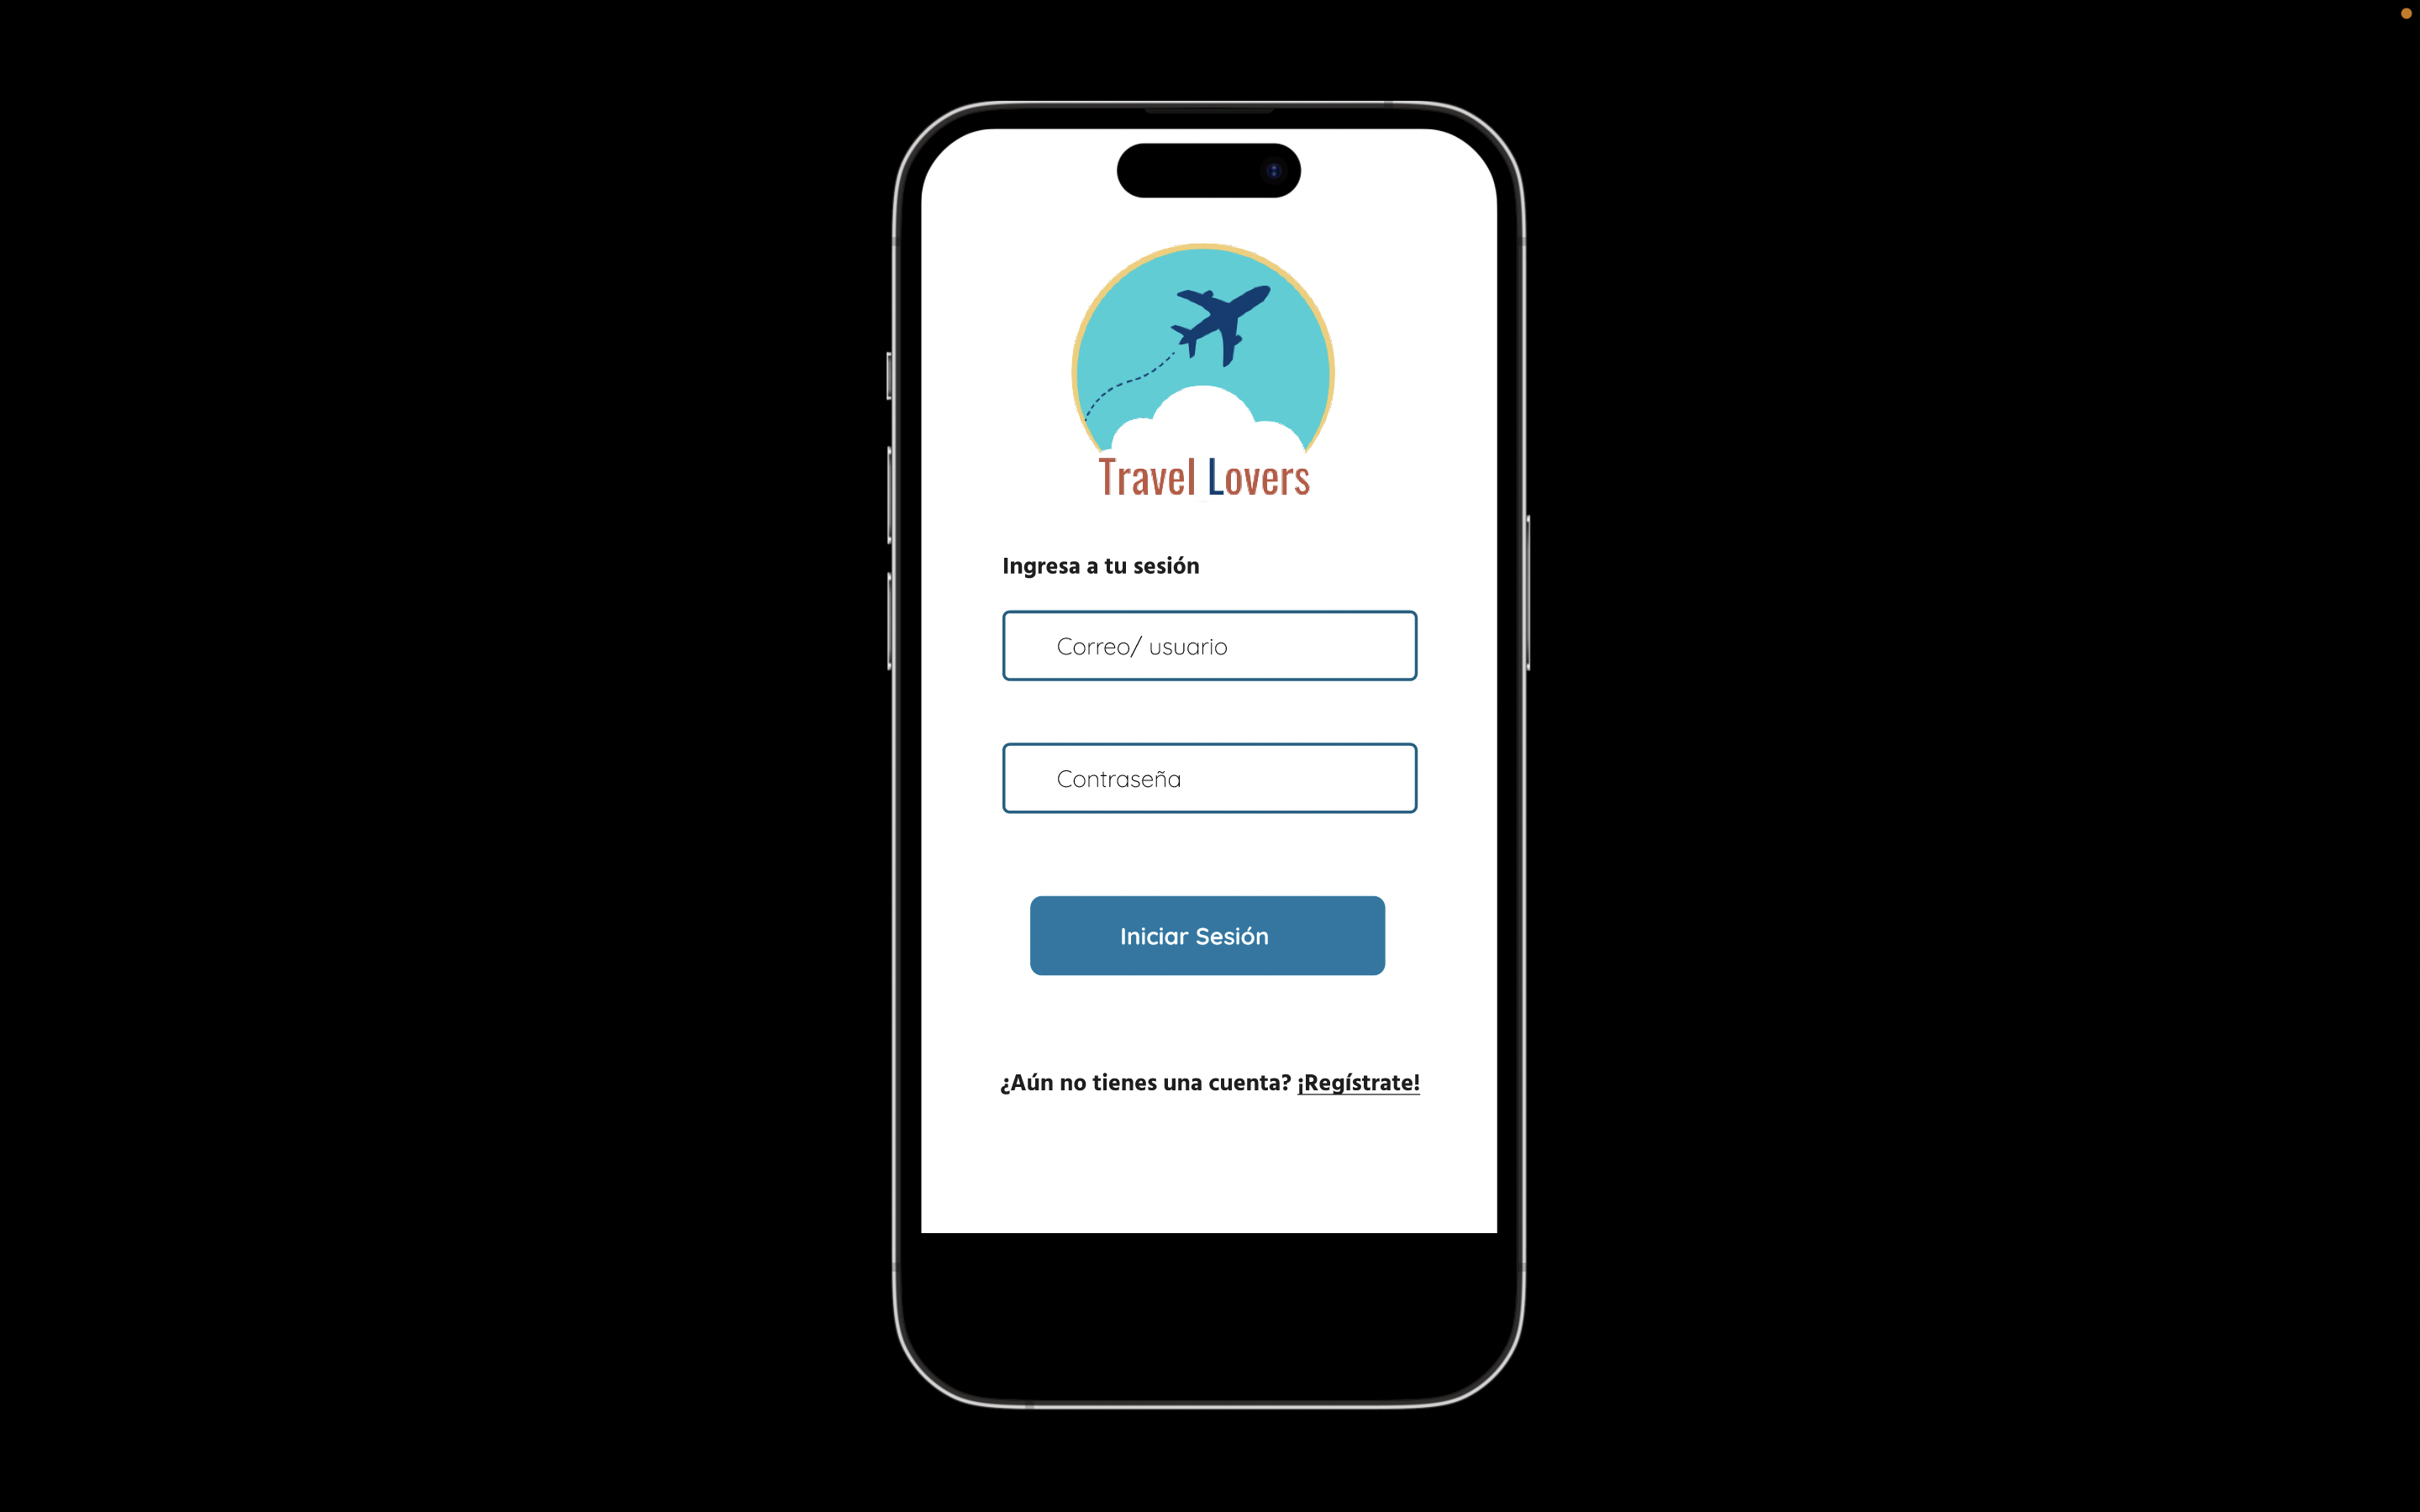 Travel Lovers
Ingresa a tu sesión
Correo/ usuario
Contraseña
Iniciar Sesión
¿Aún no tienes una cuenta? ¡Regístrate!